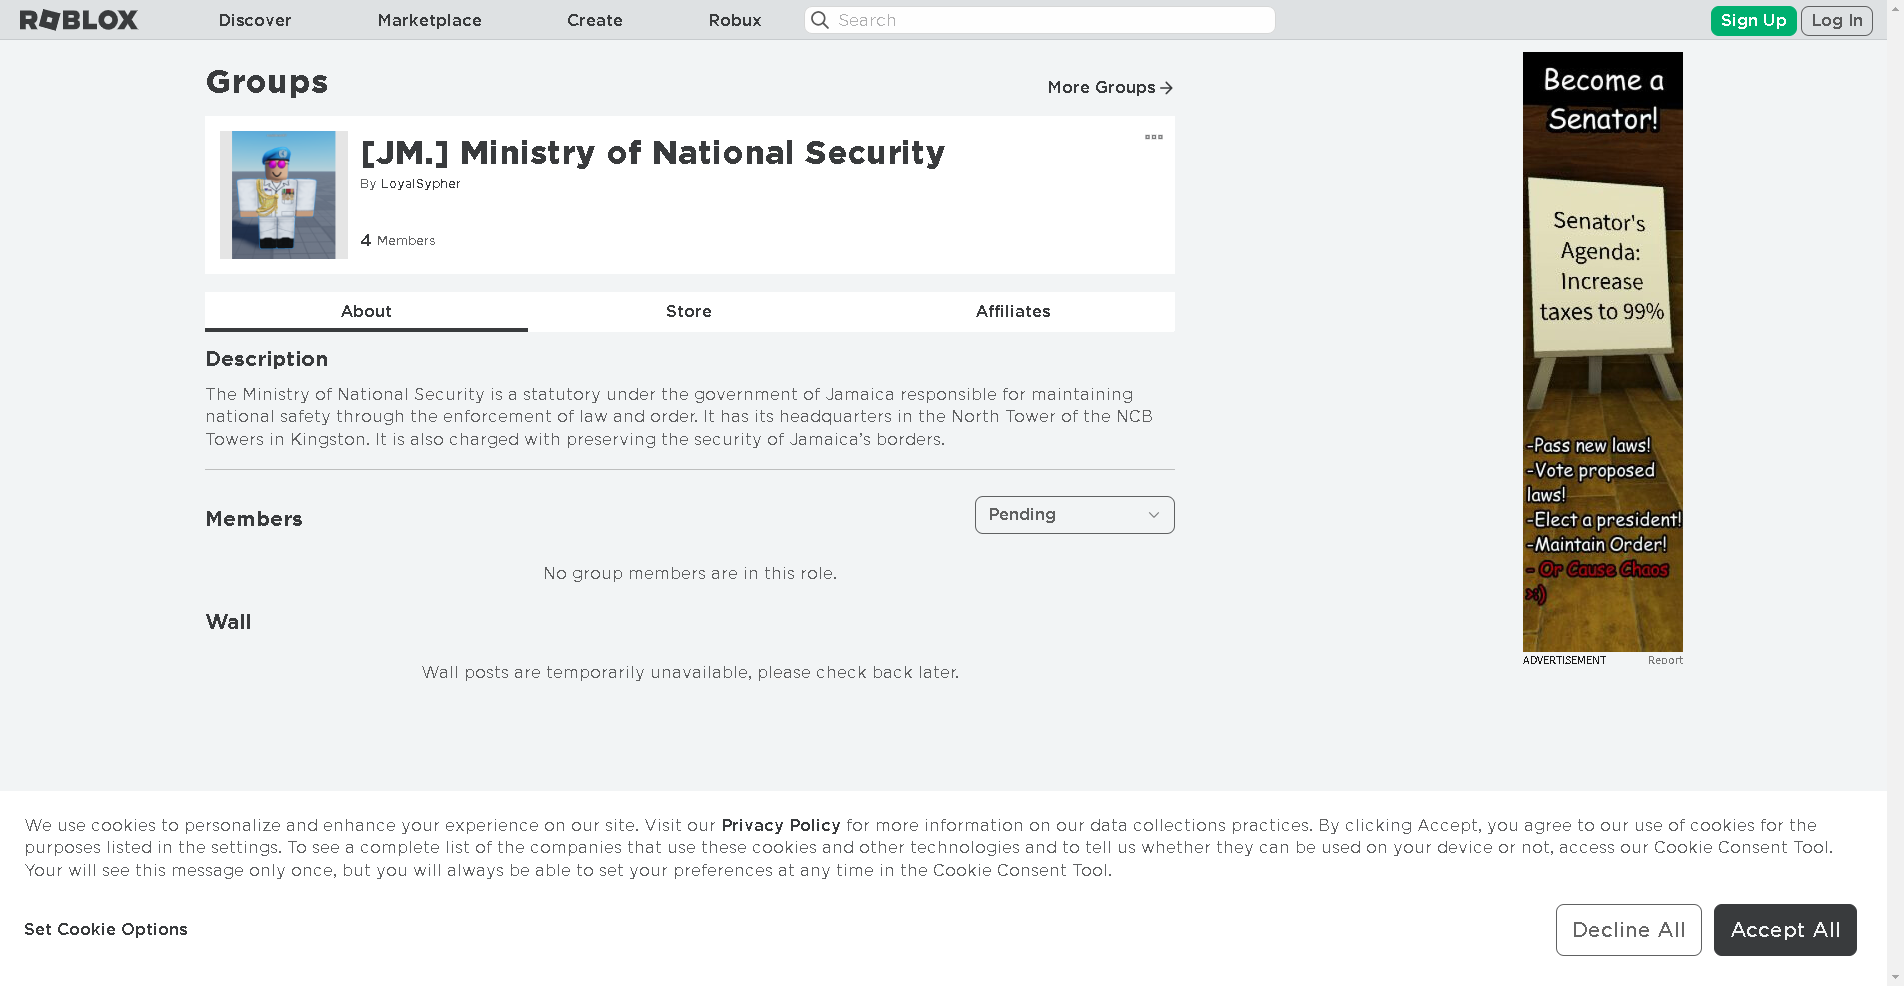 ROBLOX
Discover
Marketplace
Create
Robux
Search
Sign Up
Log In
Groups
More Groups
[JM.] Ministry of National Security
By LoyalSypher
4 Members
About
Store
Affiliates
Description
The Ministry of National Security is a statutory under the government of Jamaica responsible for maintaining
national safety through the enforcement of law and order. It has its headquarters in the North Tower of the NCB
Towers in Kingston. It is also charged with preserving the security of Jamaica’s borders.
Members
Pending
No group members are in this role.
Wall
Wall posts are temporarily unavailable, please check back later.
Become a
Senator!
Senator's
Agenda:
Increase
taxes to 99%
-Pass new laws!
-Vote proposed
laws!
-Elect a president!
-Maintain Order!
- Or Cause Chaos
>:)
ADVERTISEMENT
Report
We use cookies to personalize and enhance your experience on our site. Visit our Privacy Policy for more information on our data collections practices. By clicking Accept, you agree to our use of cookies for the
purposes listed in the settings. To see a complete list of the companies that use these cookies and other technologies and to tell us whether they can be used on your device or not, access our Cookie Consent Tool.
Your will see this message only once, but you will always be able to set your preferences at any time in the Cookie Consent Tool.
Set Cookie Options
Decline All
Accept All